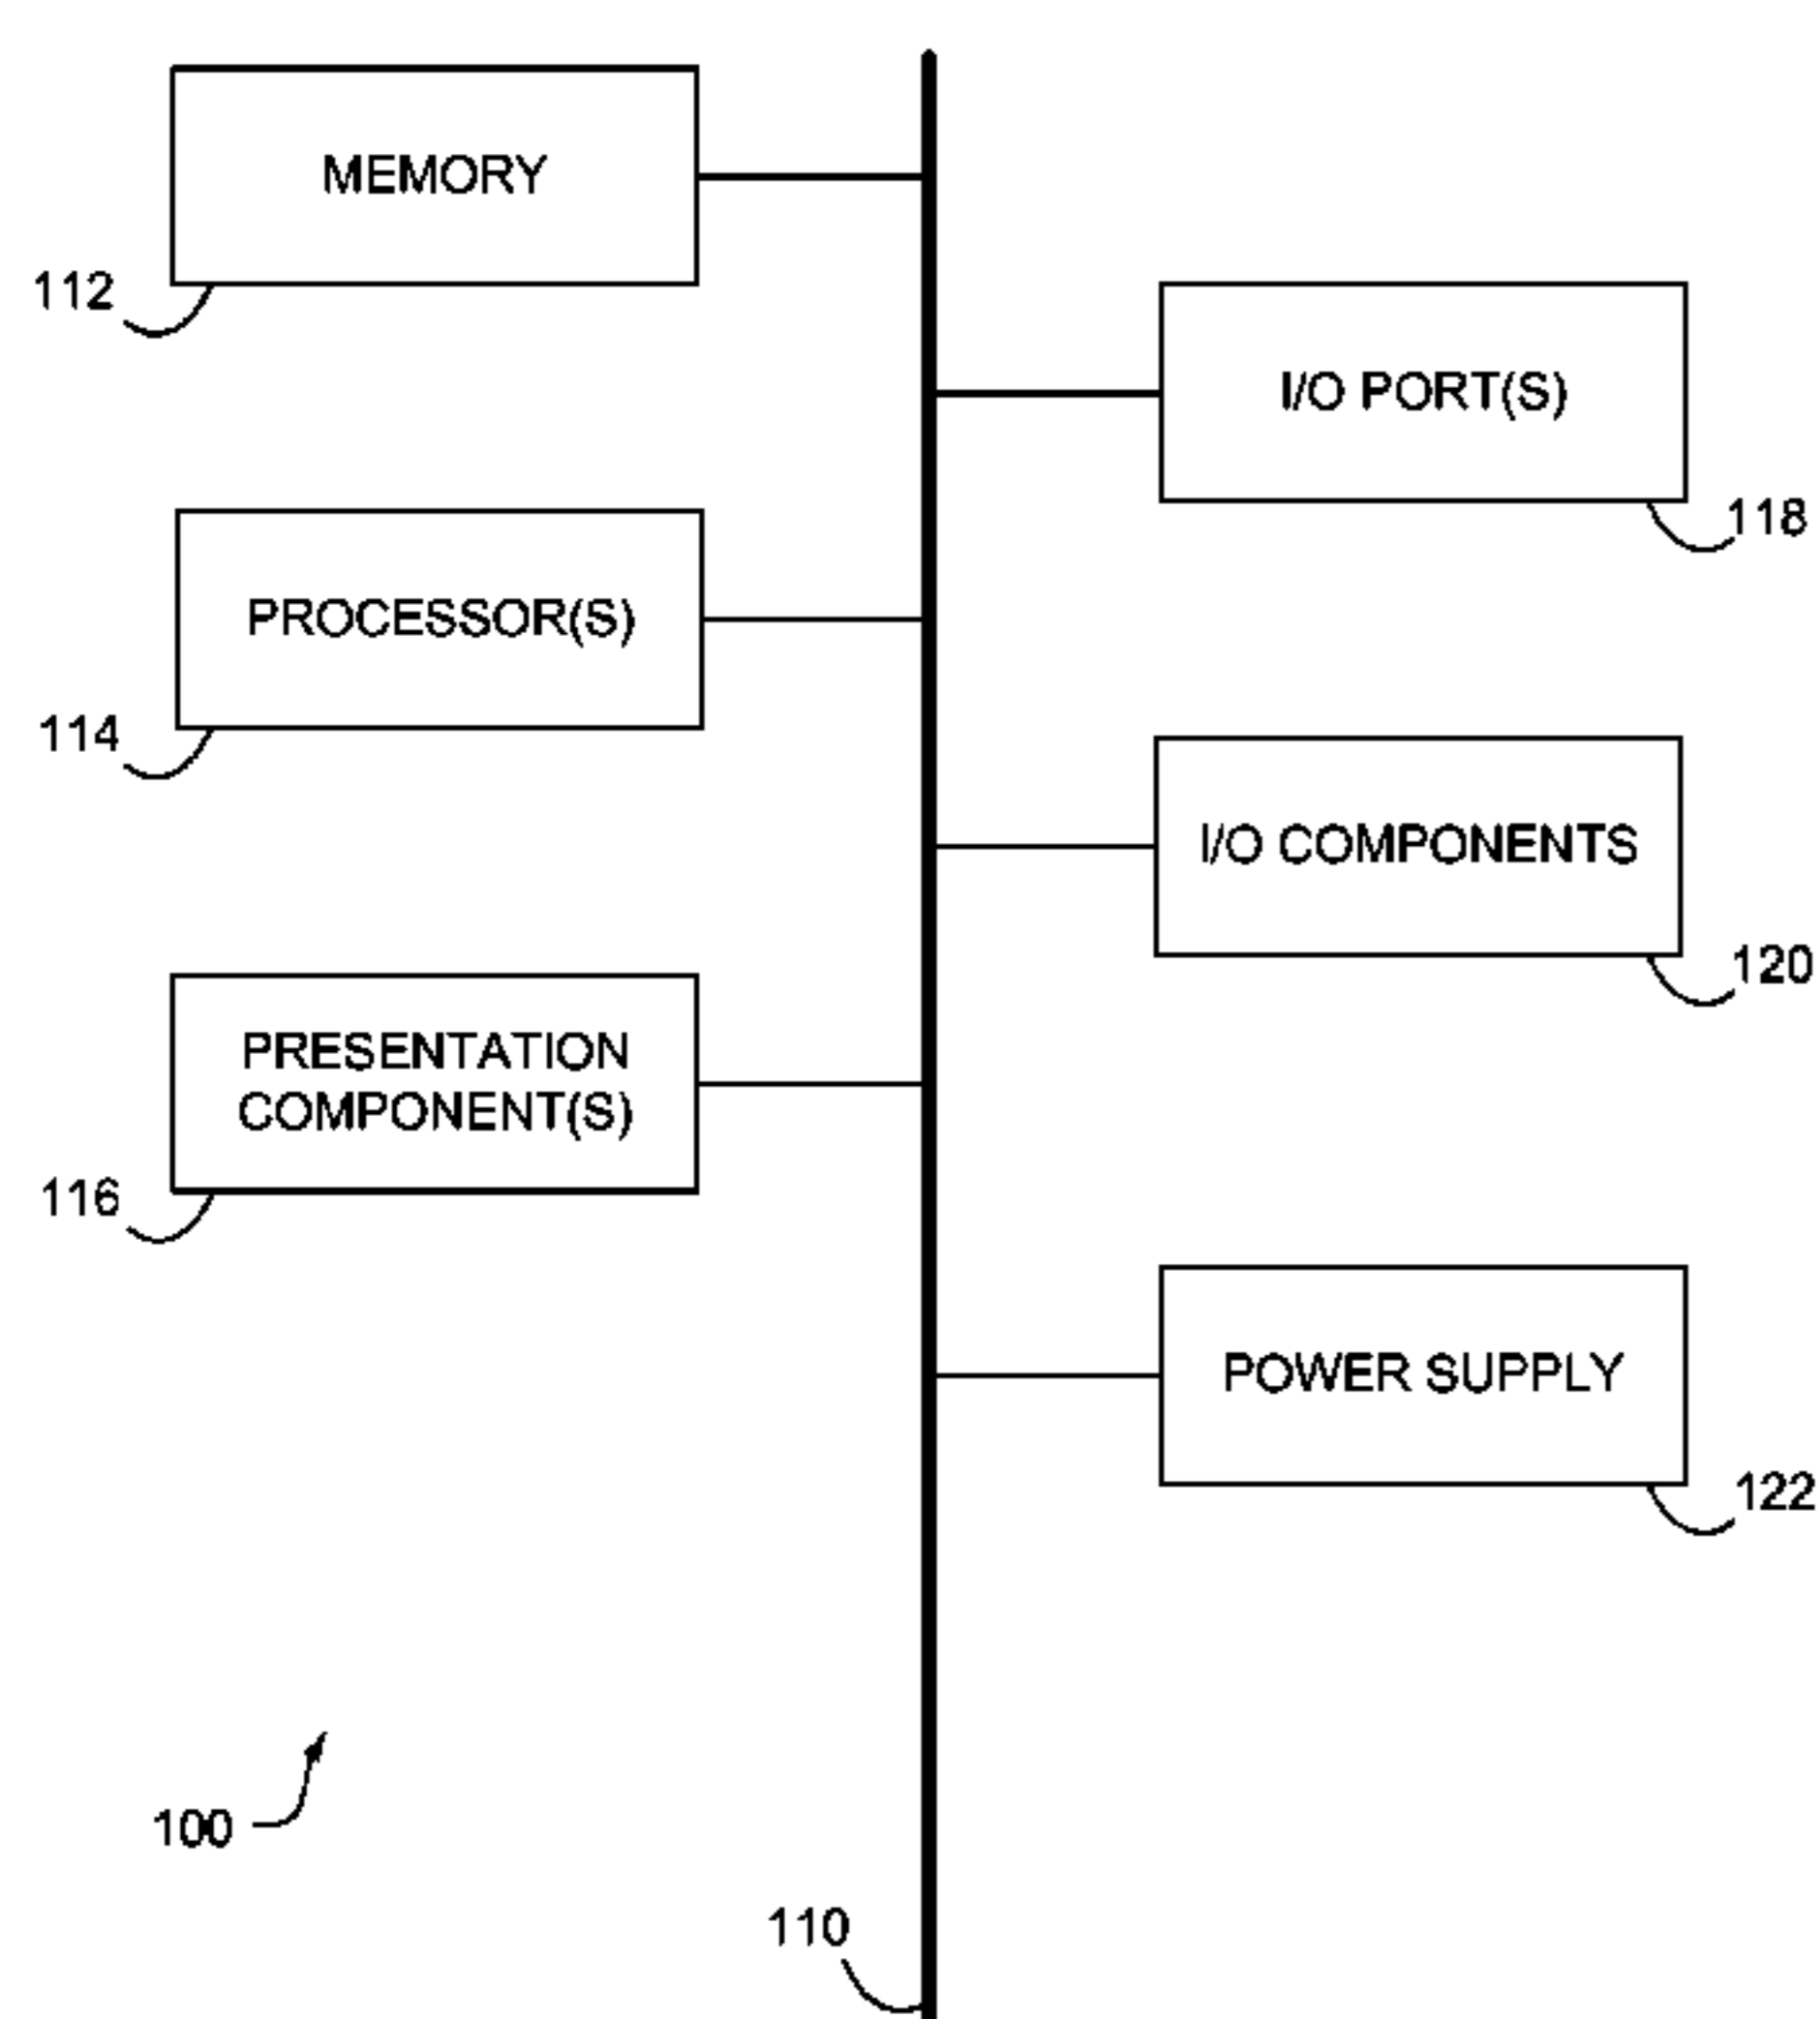 MEMORY
112
I/O PORT(S)
118
PROCESSOR(S)
114
I/O COMPONENTS
120
PRESENTATION
COMPONENT(S)
116
POWER SUPPLY
122
100
110